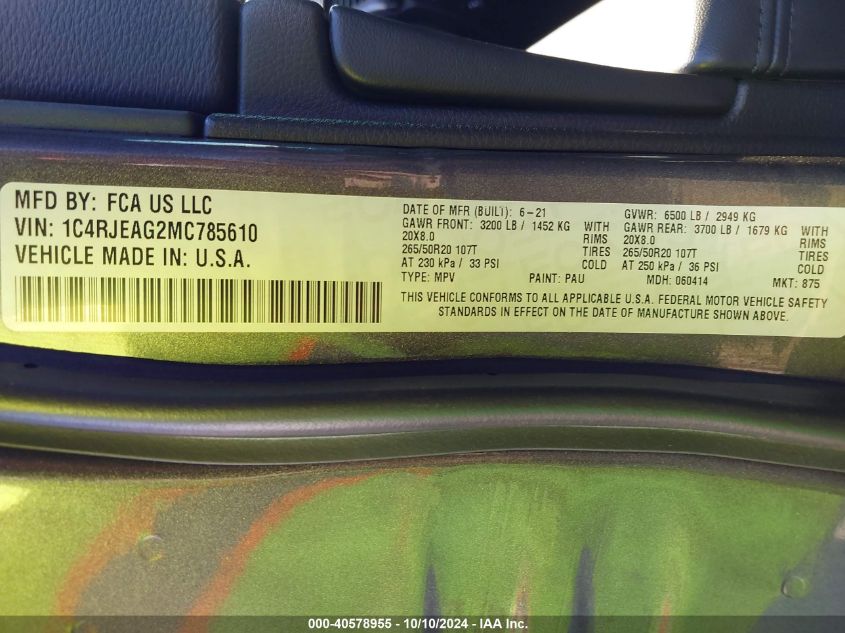 MFD BY: FCA US LLC
VIN: 1C4RJEAG2MC785610
VEHICLE MADE IN: U.S.A.
DATE OF MFR (BUILT): 6-21
GAWR FRONT: 3200 LB / 1452 KG WITH
20X8.0 RIMS
265/50R20 107T TIRES
AT 230 kPa / 33 PSI COLD
TYPE: MPV PAINT: PAU
GVWR: 6500 LB / 2949 KG
GAWR REAR: 3700 LB / 1679 KG WITH
20X8.0 RIMS
265/50R20 107T TIRES
AT 250 kPa / 36 PSI COLD
MDH: 060414 MKT: 875
THIS VEHICLE CONFORMS TO ALL APPLICABLE U.S.A. FEDERAL MOTOR VEHICLE SAFETY
STANDARDS IN EFFECT ON THE DATE OF MANUFACTURE SHOWN ABOVE.
000-40578955 - 10/10/2024 - IAA Inc.